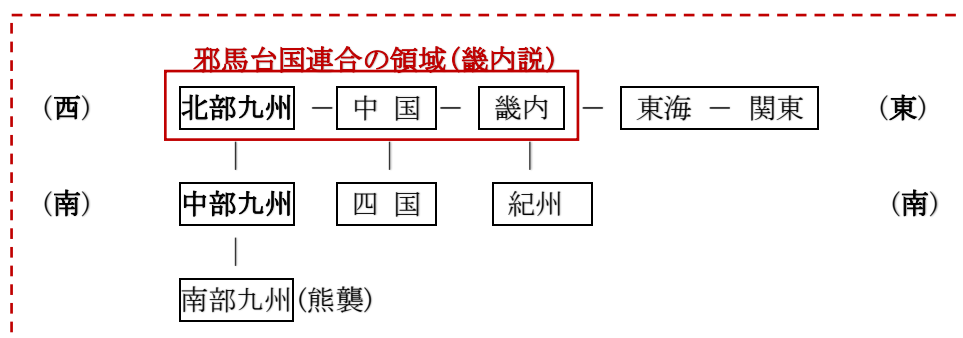 邪馬台国連合の領域(畿内説)
(西) 北部九州 － 中 国 － 畿内 － 東海 － 関東 (東)
｜ ｜ ｜
(南) 中部九州 四 国 紀州 (南)
｜
南部九州(熊襲)